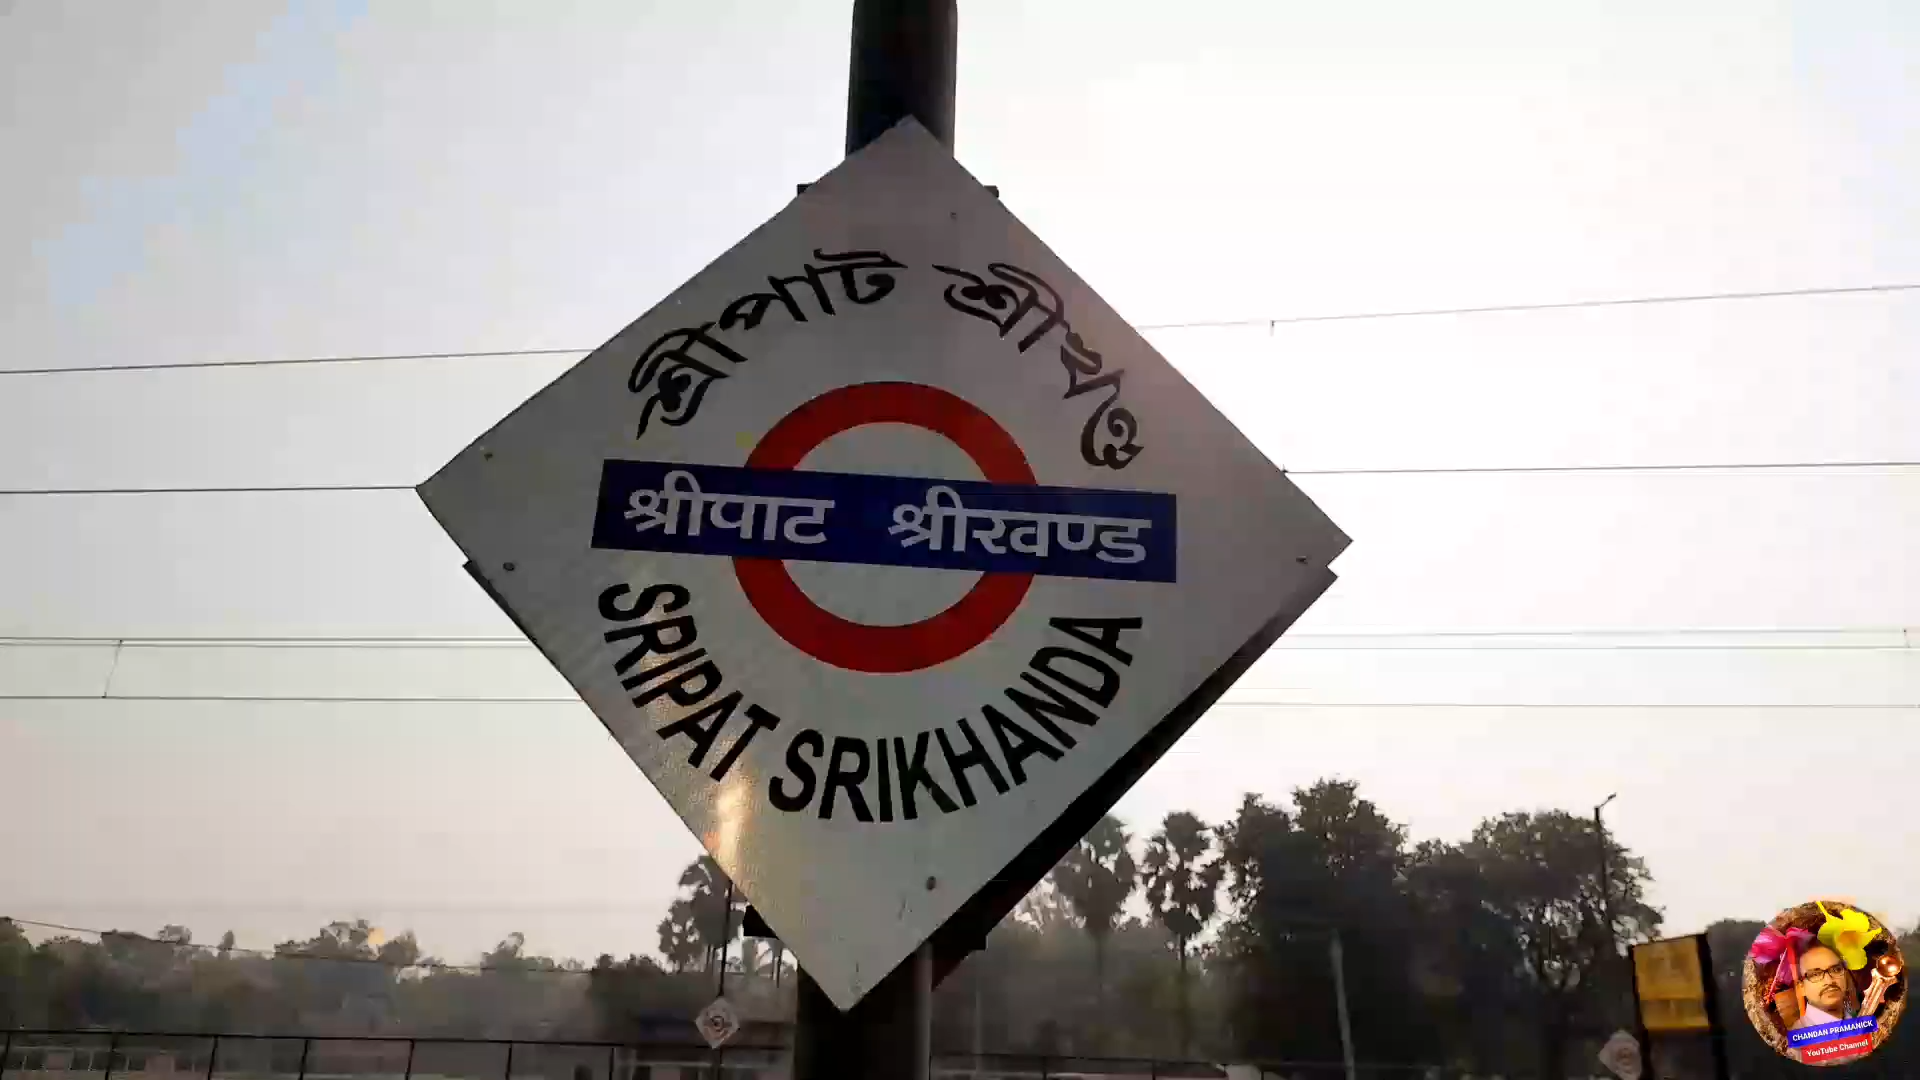 শ্রীপাট শ্রীখণ্ড
श्रीपाट श्रीखण्ड
SRIPAT SRIKHANDA
CHANDAN PRAMANICK
YouTube Channel